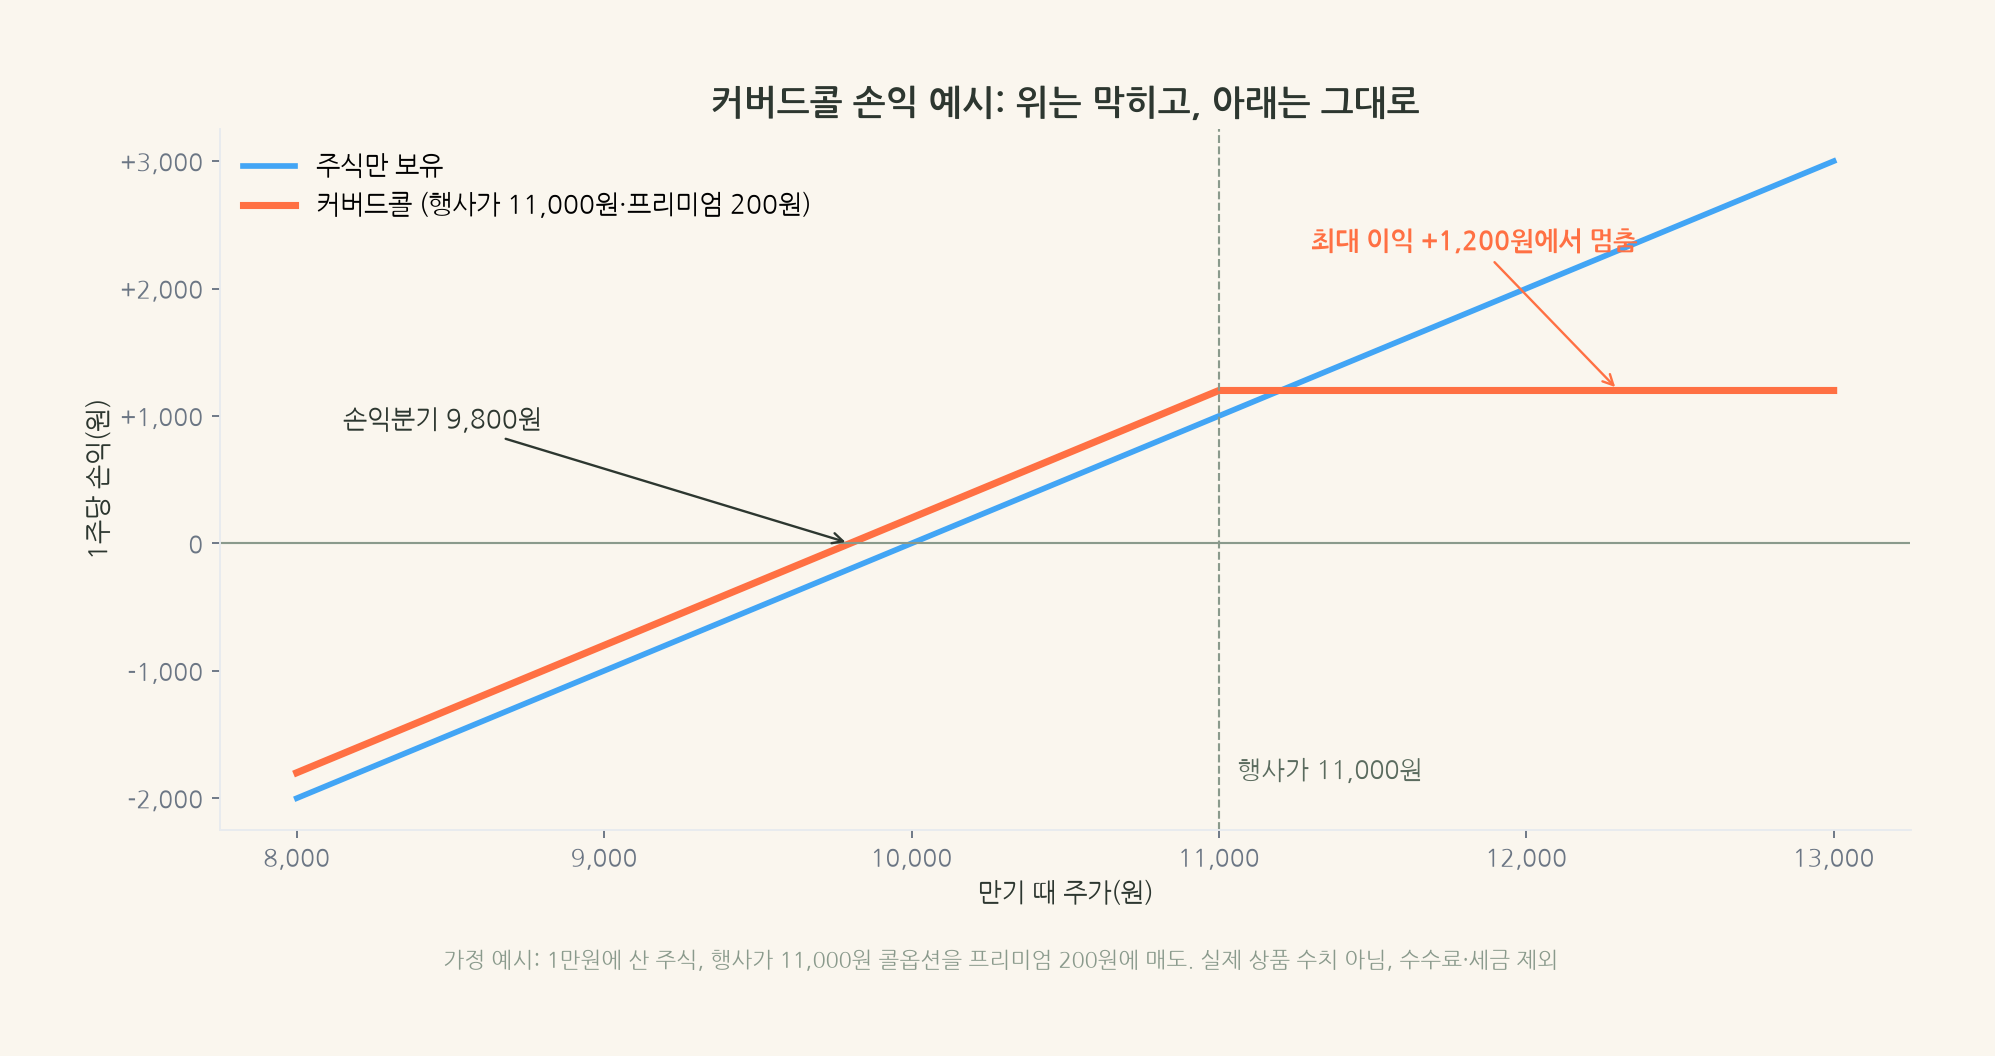 커버드콜 손익 예시: 위는 막히고, 아래는 그대로
주식만 보유
커버드콜 (행사가 11,000원·프리미엄 200원)
+3,000
+2,000
+1,000
0
-1,000
-2,000
1주당 손익(원)
최대 이익 +1,200원에서 멈춤
손익분기 9,800원
행사가 11,000원
8,000
9,000
10,000
11,000
12,000
13,000
만기 때 주가(원)
가정 예시: 1만원에 산 주식, 행사가 11,000원 콜옵션을 프리미엄 200원에 매도. 실제 상품 수치 아님, 수수료·세금 제외